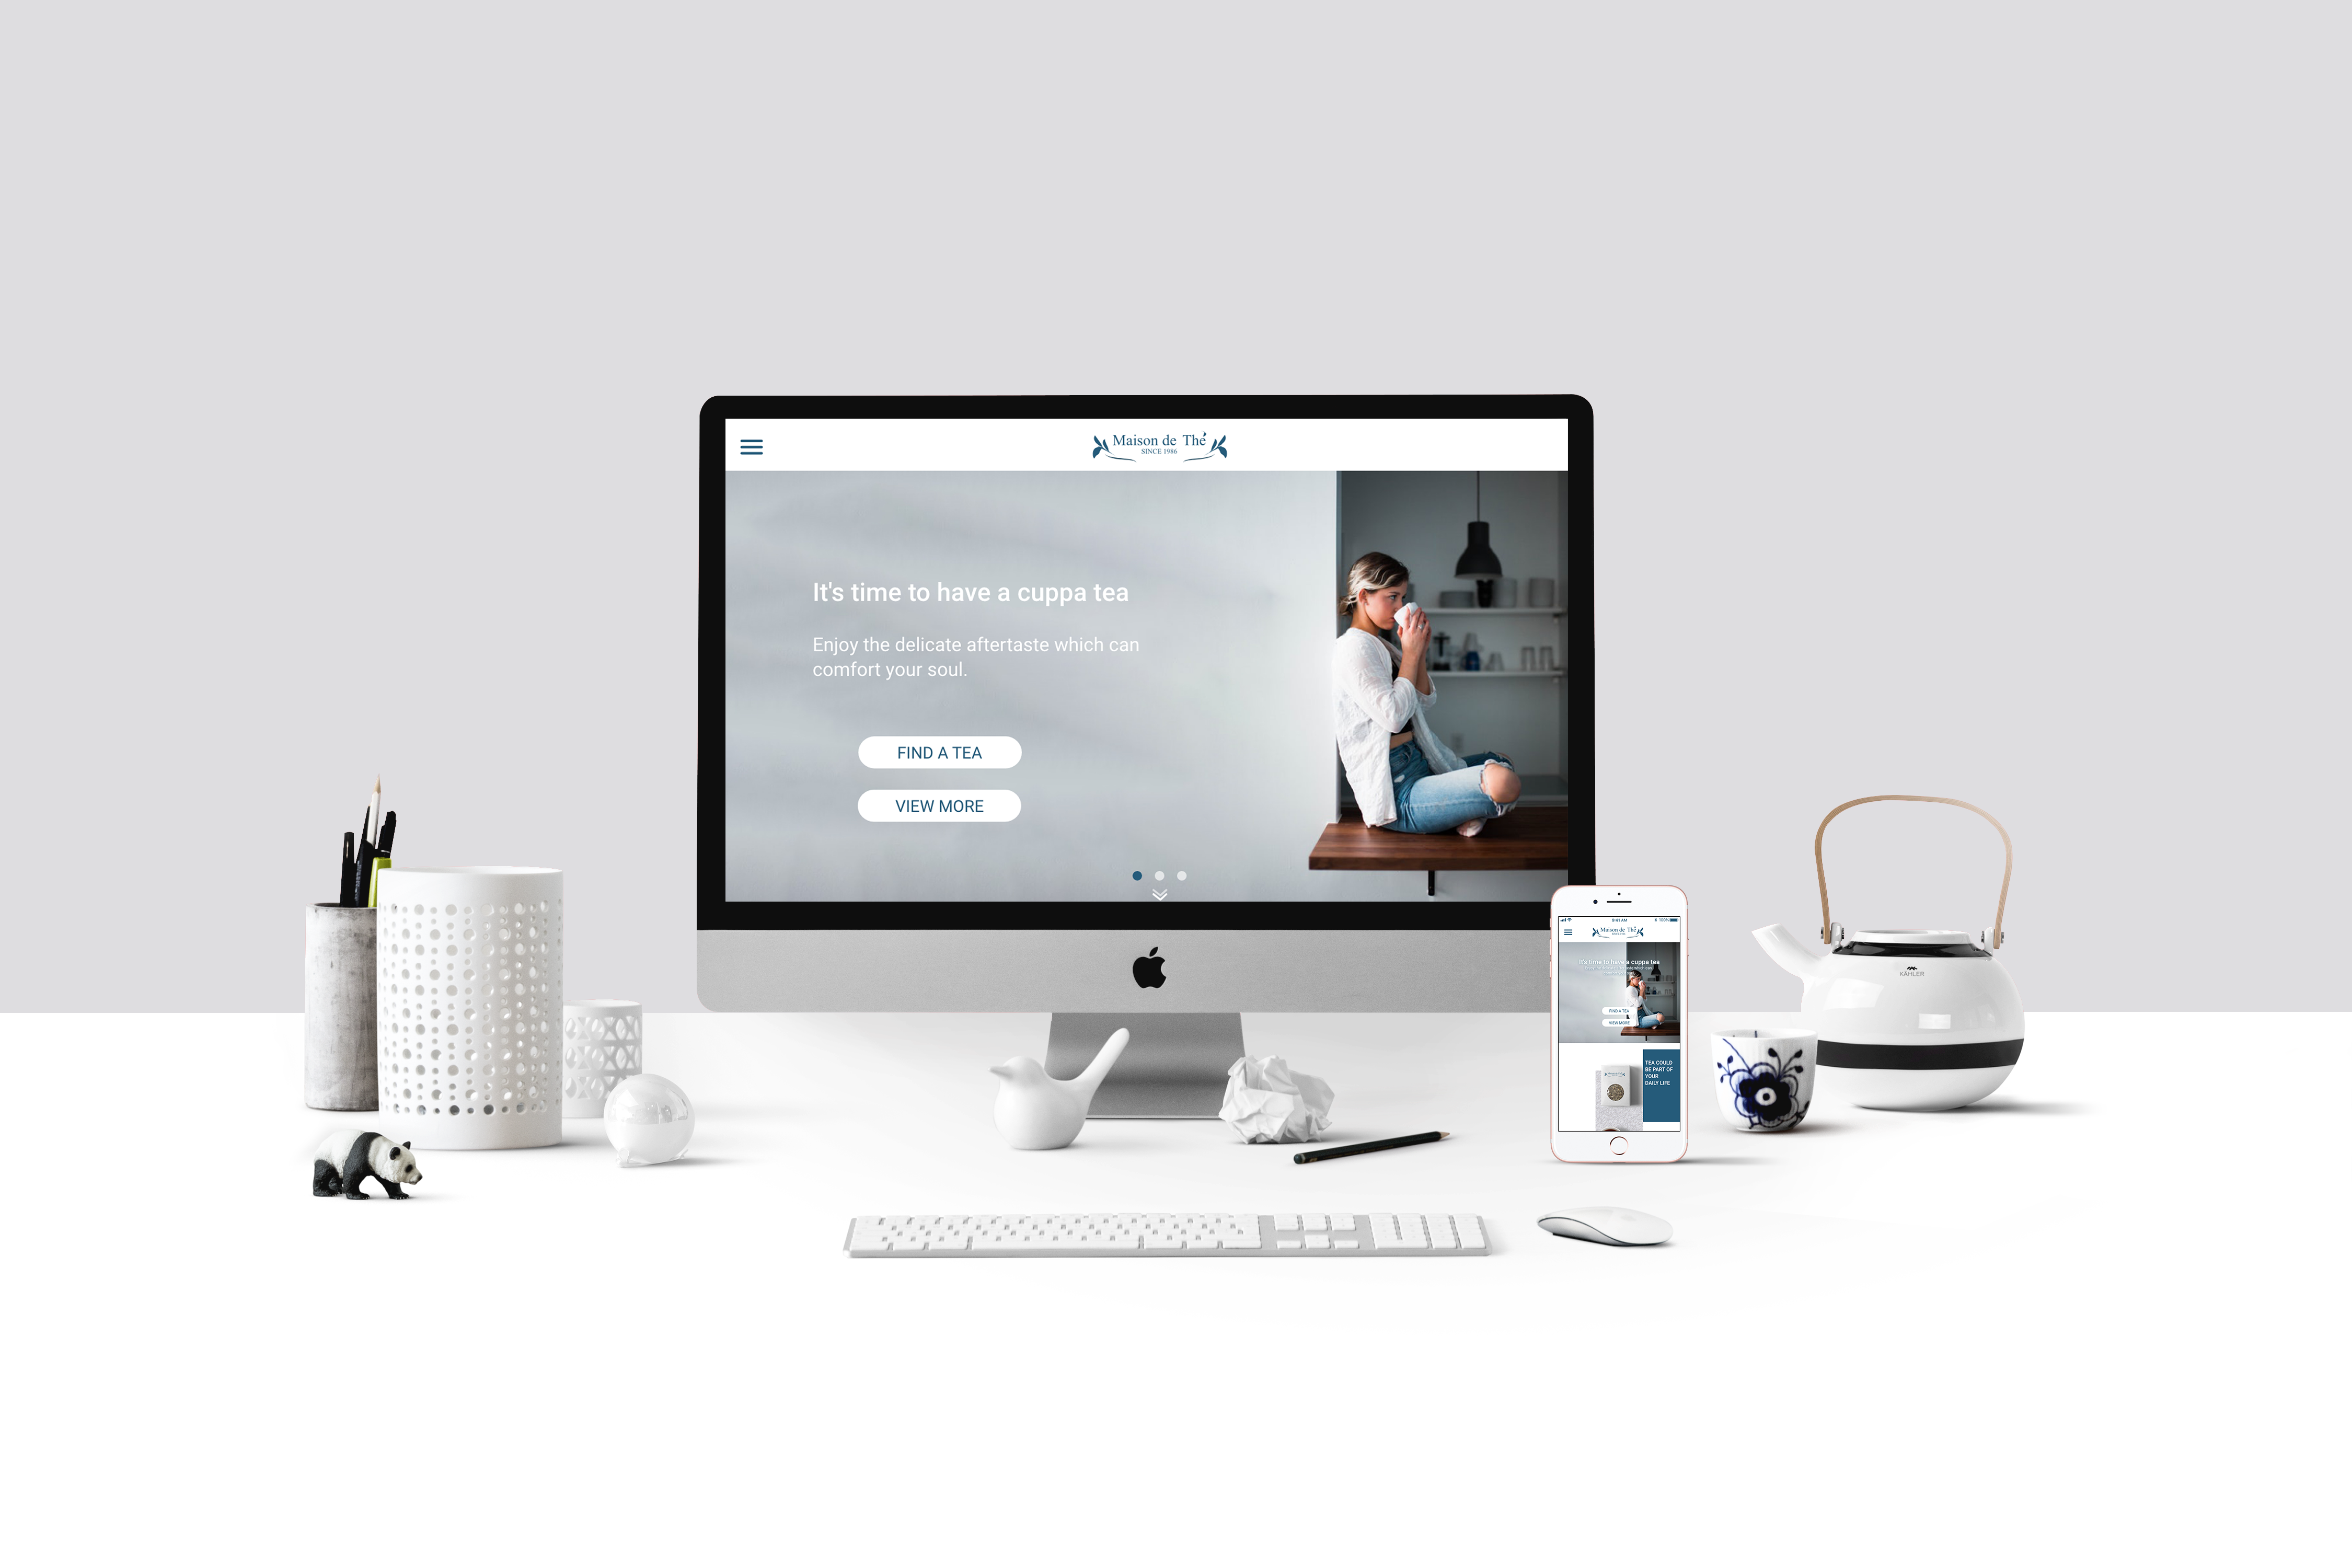 Maison de Thé
SINCE 1986
It's time to have a cuppa tea
Enjoy the delicate aftertaste which can
comfort your soul.
FIND A TEA
VIEW MORE
9:41 AM
100%
Maison de Thé
It's time to have a cuppa tea
FIND A TEA
VIEW MORE
TEA COULD
BE PART OF
YOUR
DAILY LIFE
KÄHLER